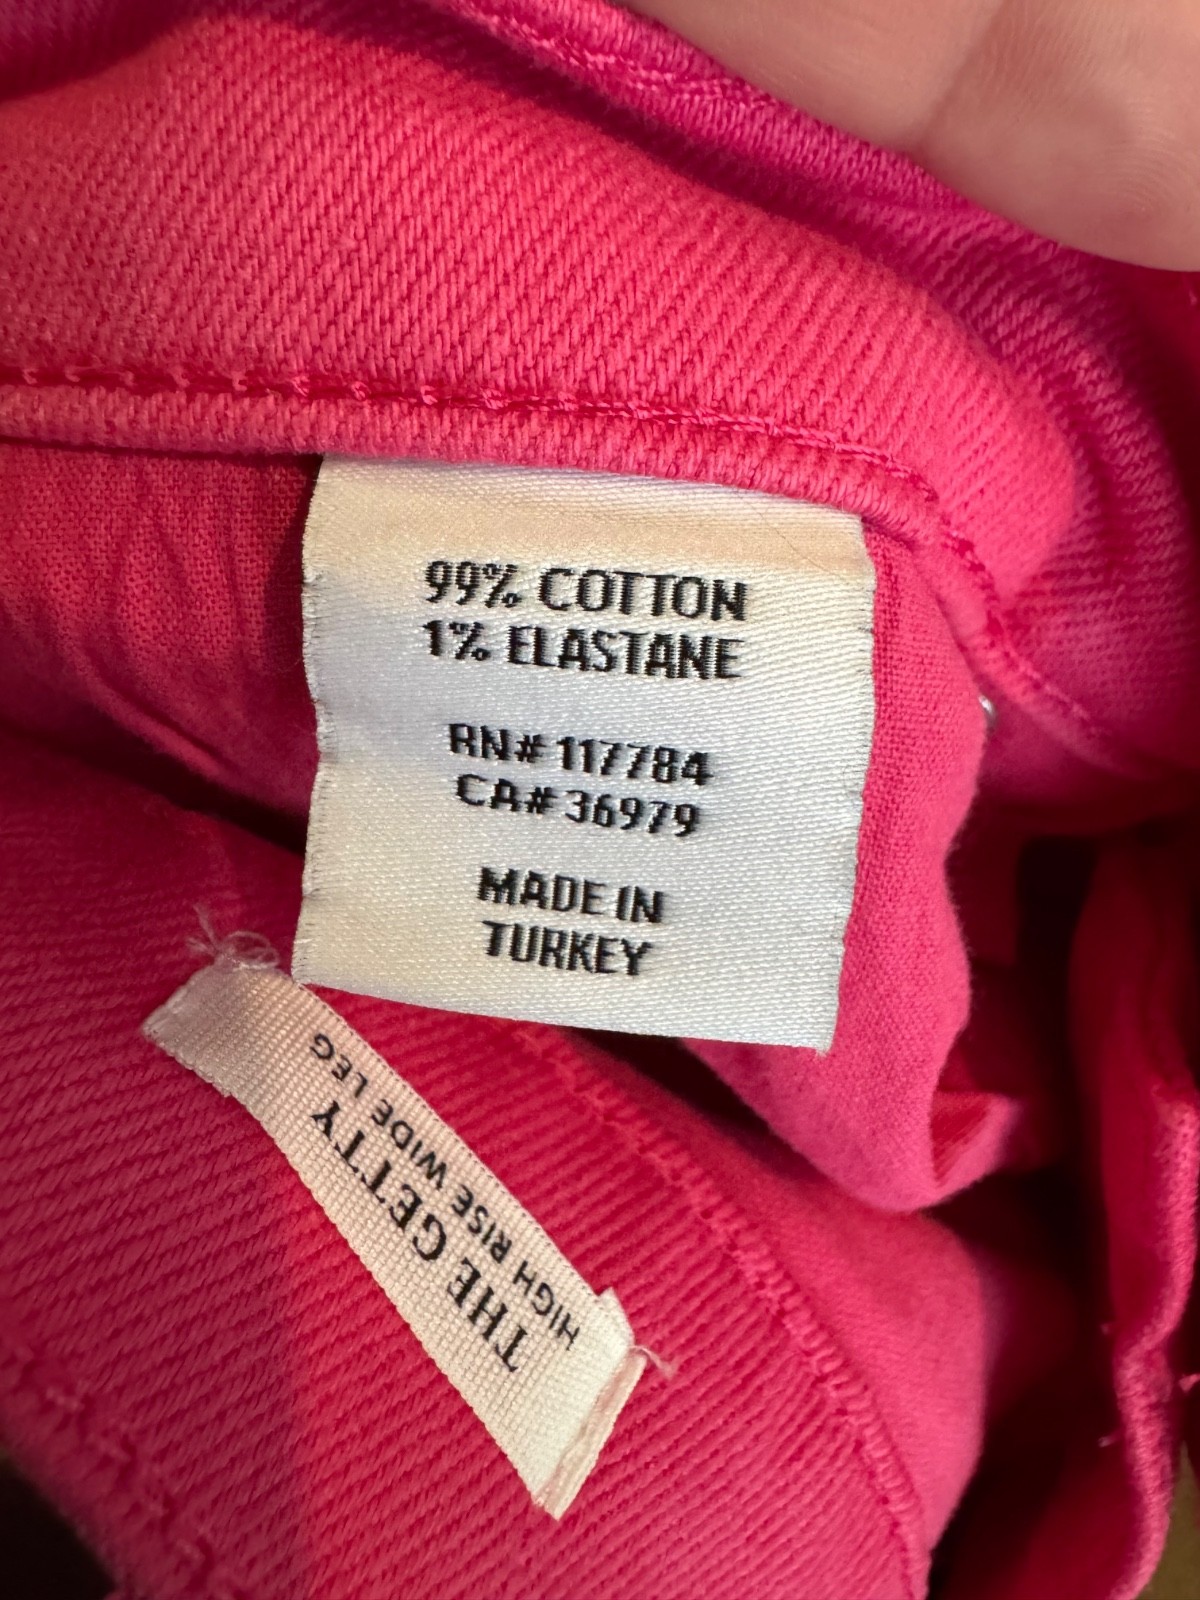 99% COTTON
1% ELASTANE
RN# 117784
CA# 36979
MADE IN
TURKEY
THE GETTY
HIGH RISE WIDE LEG